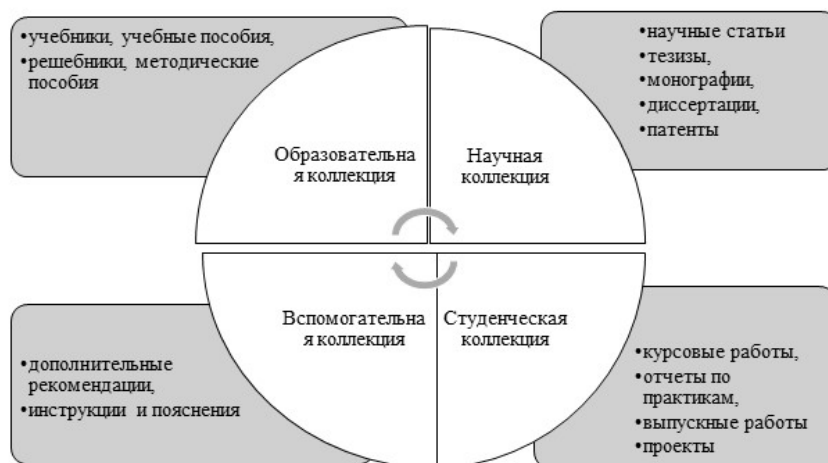 •учебники, учебные пособия,
•решебники, методические
пособия
•научные статьи
•тезизы,
•монографии,
•диссертации,
•патенты
Образовательна
я коллекция
Научная
коллекция
Вспомогательна
я коллекция
Студенческая
коллекция
•дополнительные
рекомендации,
•инструкции и пояснения
•курсовые работы,
•отчеты по
практикам,
•выпускные работы
•проекты